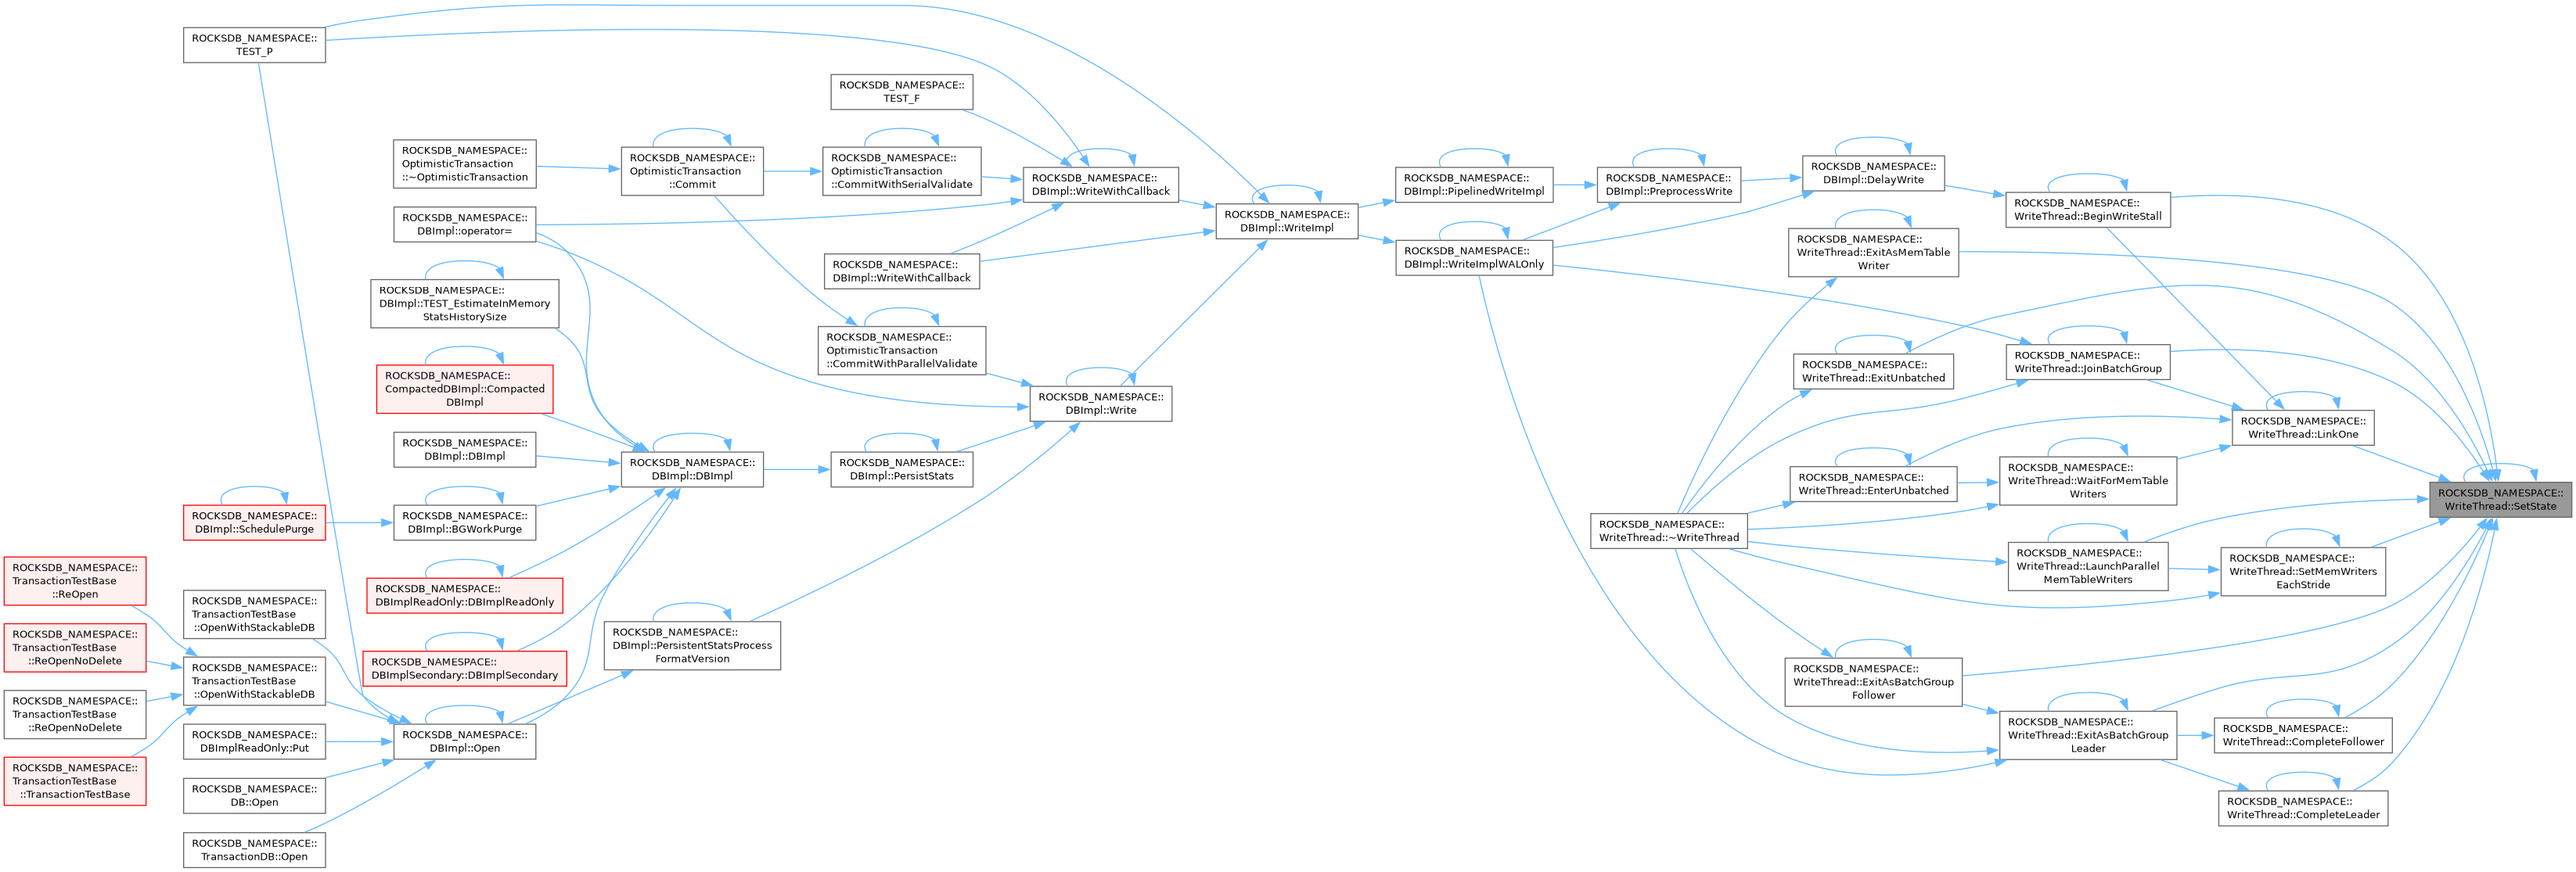 ROCKSDB_NAMESPACE::
TEST_P
ROCKSDB_NAMESPACE::
TEST_F
ROCKSDB_NAMESPACE::
OptimisticTransaction
::~OptimisticTransaction
ROCKSDB_NAMESPACE::
OptimisticTransaction
::Commit
ROCKSDB_NAMESPACE::
OptimisticTransaction
::CommitWithSerialValidate
ROCKSDB_NAMESPACE::
DBImpl::WriteWithCallback
ROCKSDB_NAMESPACE::
DBImpl::PipelinedWriteImpl
ROCKSDB_NAMESPACE::
DBImpl::PreprocessWrite
ROCKSDB_NAMESPACE::
DBImpl::DelayWrite
ROCKSDB_NAMESPACE::
WriteThread::BeginWriteStall
ROCKSDB_NAMESPACE::
DBImpl::operator=
ROCKSDB_NAMESPACE::
DBImpl::WriteImpl
ROCKSDB_NAMESPACE::
WriteThread::ExitAsMemTable
Writer
ROCKSDB_NAMESPACE::
DBImpl::WriteImplWALOnly
ROCKSDB_NAMESPACE::
DBImpl::WriteWithCallback
ROCKSDB_NAMESPACE::
DBImpl::TEST_EstimateInMemory
StatsHistorySize
ROCKSDB_NAMESPACE::
OptimisticTransaction
::CommitWithParallelValidate
ROCKSDB_NAMESPACE::
WriteThread::ExitUnbatched
ROCKSDB_NAMESPACE::
WriteThread::JoinBatchGroup
ROCKSDB_NAMESPACE::
CompactedDBImpl::Compacted
DBImpl
ROCKSDB_NAMESPACE::
DBImpl::Write
ROCKSDB_NAMESPACE::
WriteThread::LinkOne
ROCKSDB_NAMESPACE::
DBImpl::DBImpl
ROCKSDB_NAMESPACE::
DBImpl::DBImpl
ROCKSDB_NAMESPACE::
DBImpl::PersistStats
ROCKSDB_NAMESPACE::
WriteThread::EnterUnbatched
ROCKSDB_NAMESPACE::
WriteThread::WaitForMemTable
Writers
ROCKSDB_NAMESPACE::
WriteThread::SetState
ROCKSDB_NAMESPACE::
DBImpl::SchedulePurge
ROCKSDB_NAMESPACE::
DBImpl::BGWorkPurge
ROCKSDB_NAMESPACE::
WriteThread::~WriteThread
ROCKSDB_NAMESPACE::
WriteThread::LaunchParallel
MemTableWriters
ROCKSDB_NAMESPACE::
WriteThread::SetMemWriters
EachStride
ROCKSDB_NAMESPACE::
TransactionTestBase
::ReOpen
ROCKSDB_NAMESPACE::
DBImplReadOnly::DBImplReadOnly
ROCKSDB_NAMESPACE::
TransactionTestBase
::OpenWithStackableDB
ROCKSDB_NAMESPACE::
TransactionTestBase
::ReOpenNoDelete
ROCKSDB_NAMESPACE::
DBImplSecondary::DBImplSecondary
ROCKSDB_NAMESPACE::
DBImpl::PersistentStatsProcess
FormatVersion
ROCKSDB_NAMESPACE::
WriteThread::ExitAsBatchGroup
Follower
ROCKSDB_NAMESPACE::
TransactionTestBase
::OpenWithStackableDB
ROCKSDB_NAMESPACE::
TransactionTestBase
::ReOpenNoDelete
ROCKSDB_NAMESPACE::
DBImplReadOnly::Put
ROCKSDB_NAMESPACE::
DBImpl::Open
ROCKSDB_NAMESPACE::
WriteThread::ExitAsBatchGroup
Leader
ROCKSDB_NAMESPACE::
WriteThread::CompleteFollower
ROCKSDB_NAMESPACE::
TransactionTestBase
::TransactionTestBase
ROCKSDB_NAMESPACE::
DB::Open
ROCKSDB_NAMESPACE::
WriteThread::CompleteLeader
ROCKSDB_NAMESPACE::
TransactionDB::Open